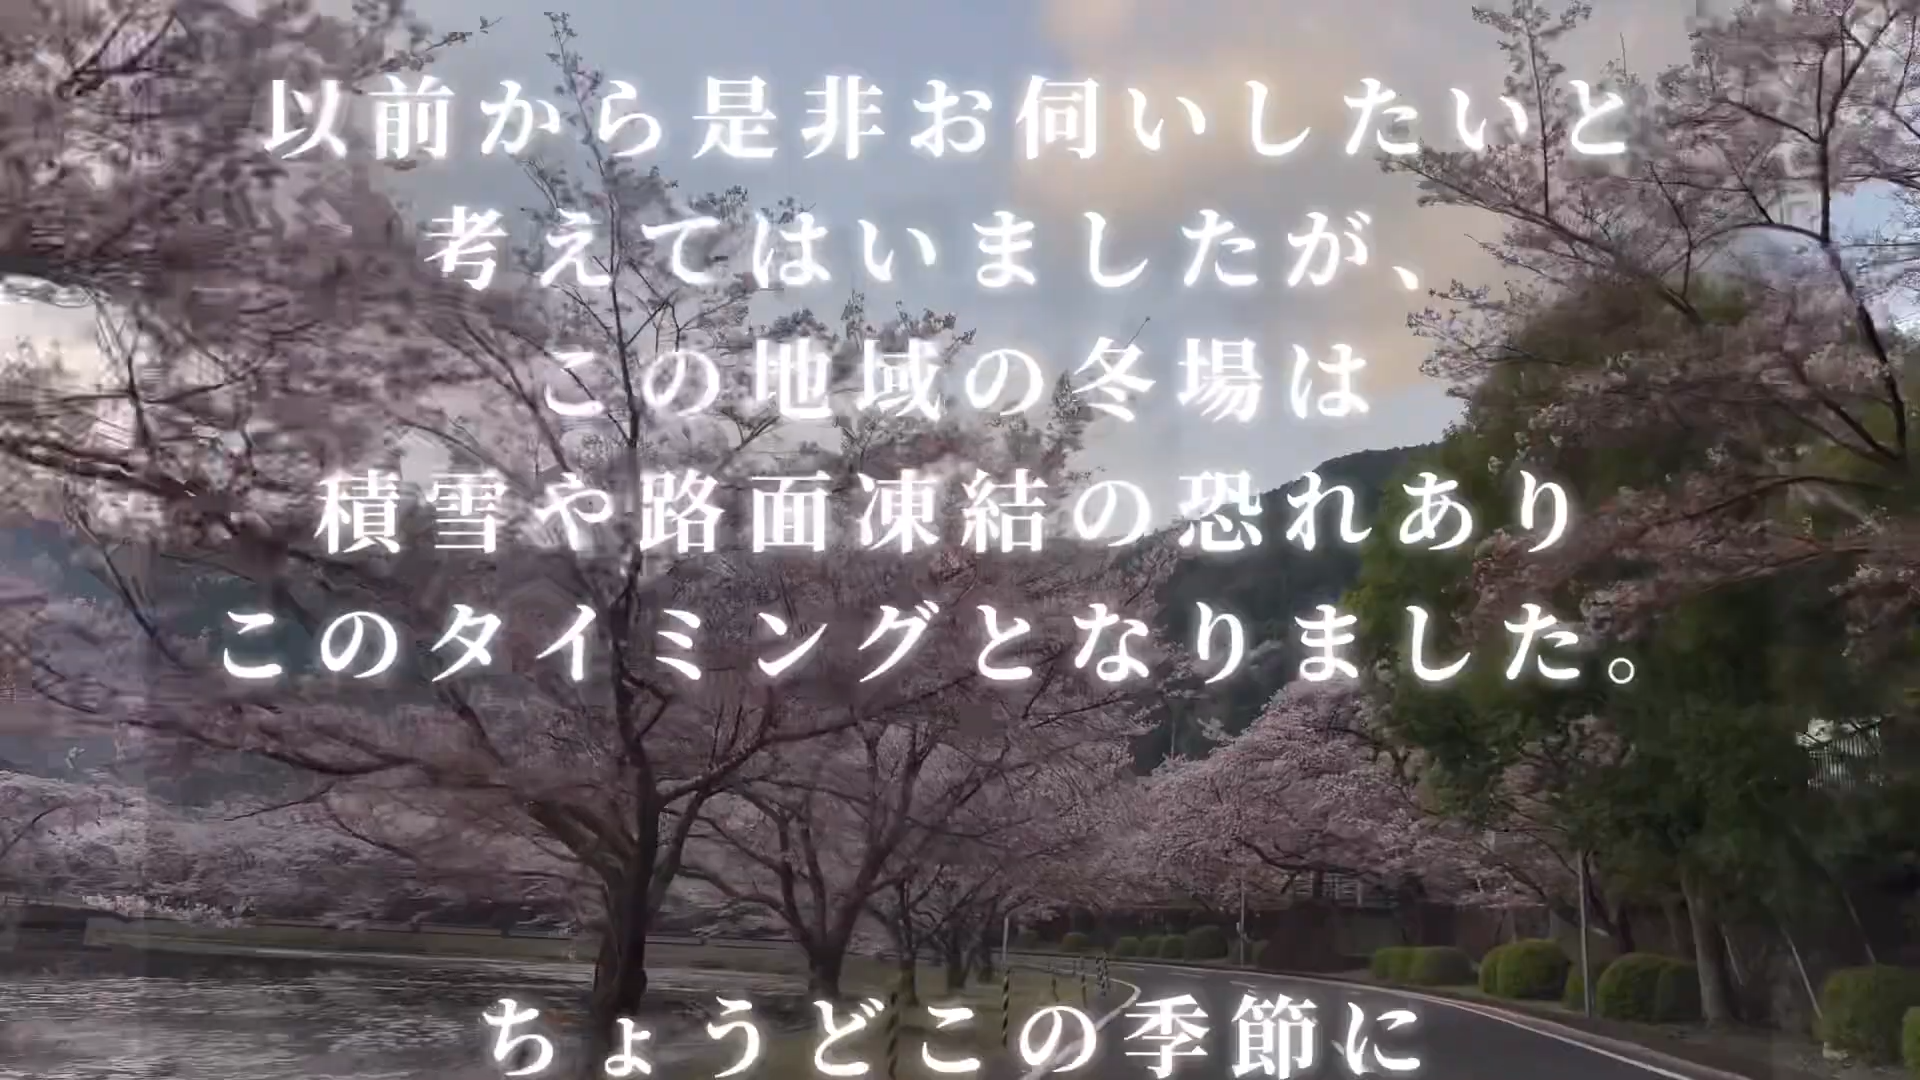 以前から是非お伺いしたいと
考えてはいましたが、
この地域の冬場は
積雪や路面凍結の恐れあり
このタイミングとなりました。
ちょうどこの季節に